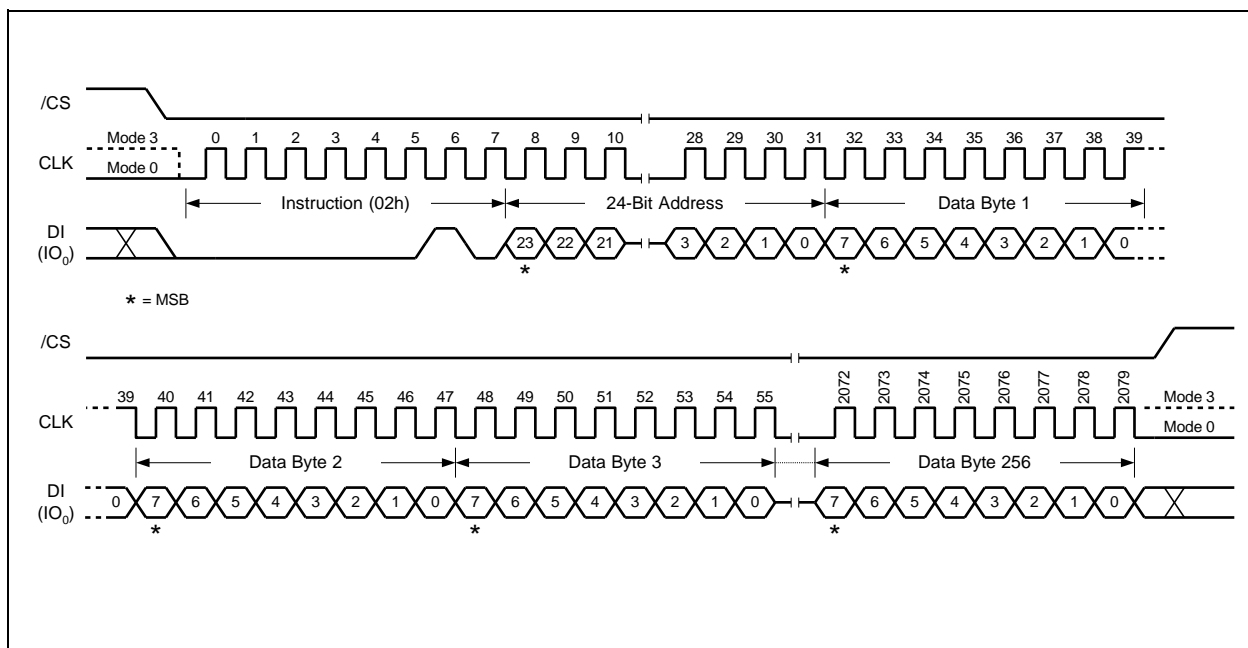 /CS
Mode 3 0 1 2 3 4 5 6 7 8 9 10 28 29 30 31 32 33 34 35 36 37 38 39
CLK
Mode 0
Instruction (02h) 24-Bit Address Data Byte 1
DI
(IO0)
23 22 21 3 2 1 0 7 6 5 4 3 2 1 0
* *
* = MSB
/CS
39 40 41 42 43 44 45 46 47 48 49 50 51 52 53 54 55 2072 2073 2074 2075 2076 2077 2078 2079 Mode 3
CLK
Mode 0
Data Byte 2 Data Byte 3 Data Byte 256
DI
(IO0)
0 7 6 5 4 3 2 1 0 7 6 5 4 3 2 1 0 7 6 5 4 3 2 1 0
* * *